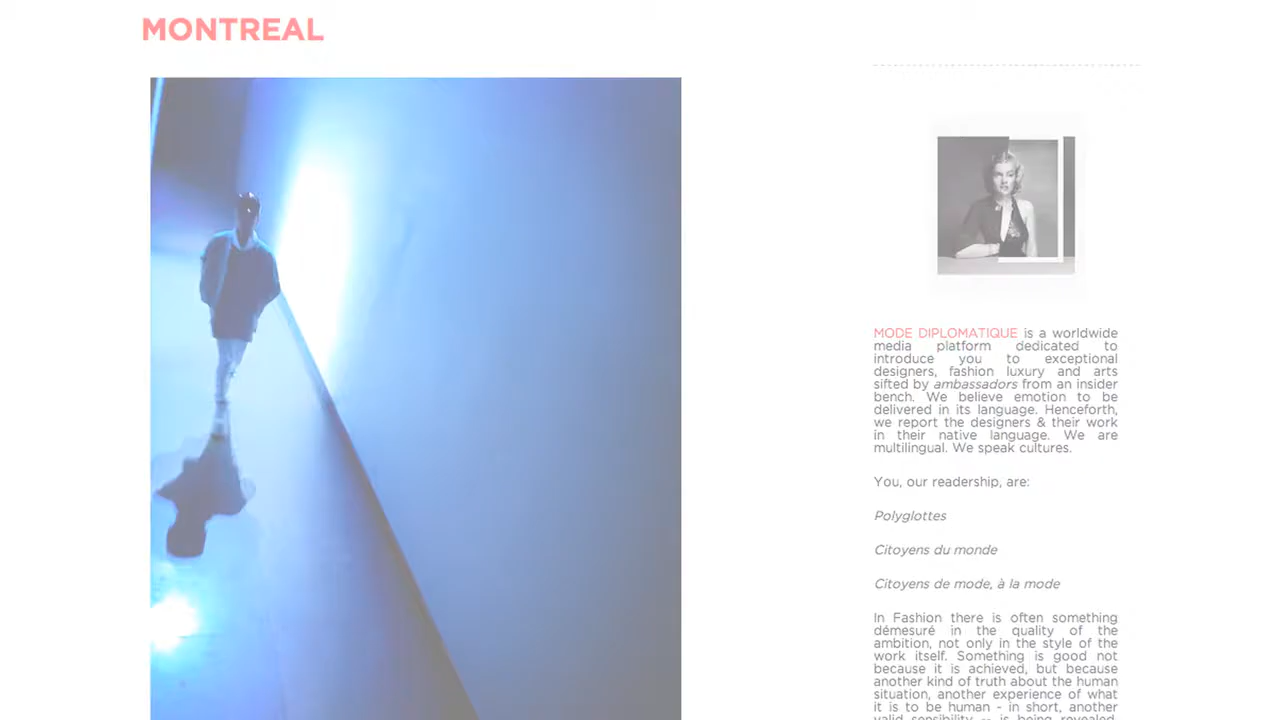 MONTREAL
MODE DIPLOMATIQUE is a worldwide
media platform dedicated to
introduce you to exceptional
designers, fashion luxury and arts
sifted by ambassadors from an insider
bench. We believe emotion to be
delivered in its language. Henceforth,
we report the designers & their work
in their native language. We are
multilingual. We speak cultures.
You, our readership, are:
Polyglottes
Citoyens du monde
Citoyens de mode, à la mode
In Fashion there is often something
démesuré in the quality of the
ambition, not only in the style of the
work itself. Something is good not
because it is achieved, but because
another kind of truth about the human
situation, another experience of what
it is to be human - in short, another
valid sensibility -- is being revealed.